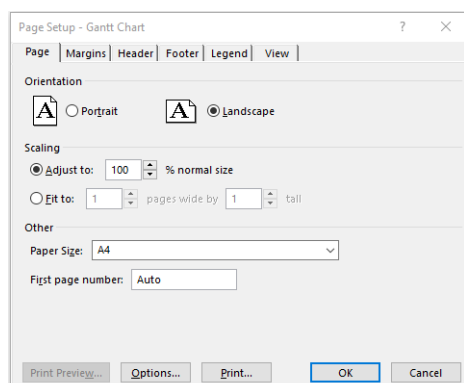 Page Setup - Gantt Chart ? ×
Page Margins Header Footer Legend View
Orientation
A Portrait A Landscape
Scaling
Adjust to: 100 % normal size
Fit to: 1 pages wide by 1 tall
Other
Paper Size: A4
First page number: Auto
Print Preview... Options... Print... OK Cancel